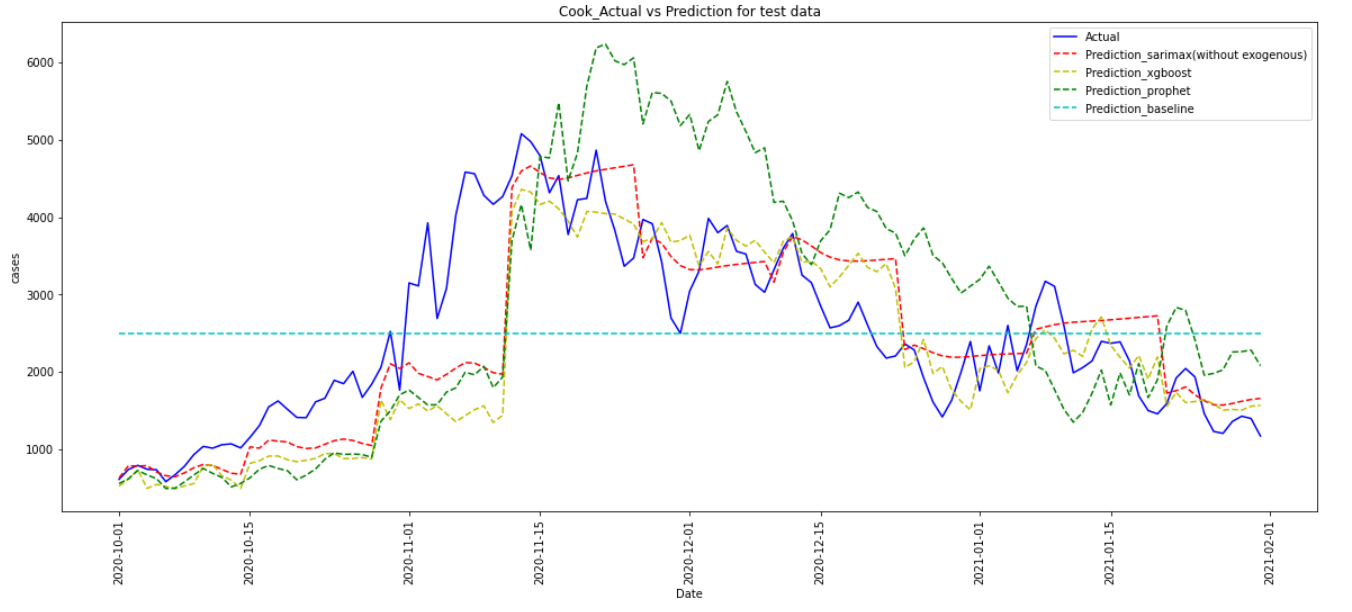 Cook_Actual vs Prediction for test data
Actual
Prediction_sarimax(without exogenous)
Prediction_xgboost
Prediction_prophet
Prediction_baseline
cases
6000
5000
4000
3000
2000
1000
2020-10-01
2020-10-15
2020-11-01
2020-11-15
2020-12-01
2020-12-15
2021-01-01
2021-01-15
2021-02-01
Date